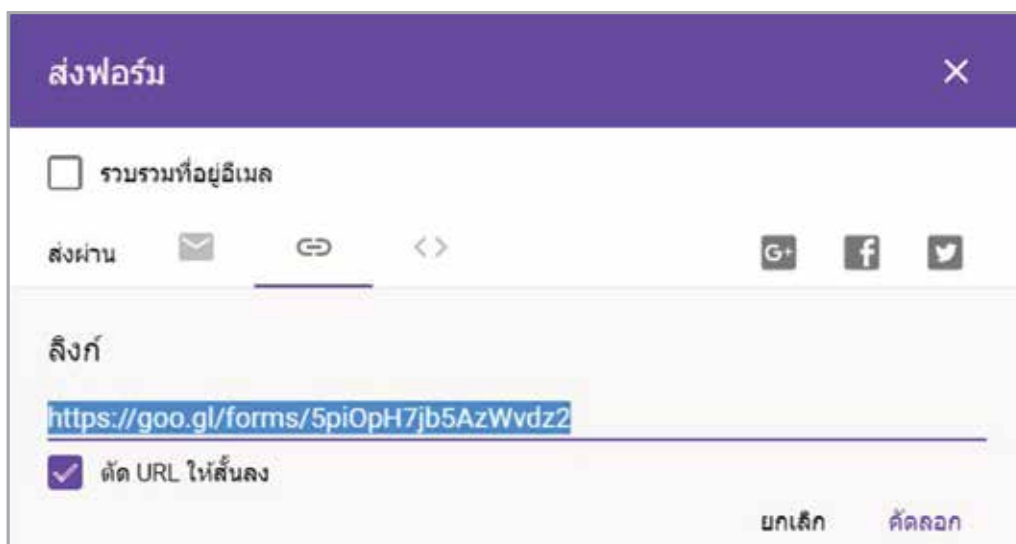 ส่งฟอร์ม
รวบรวมที่อยู่อีเมล
ส่งผ่าน G+ f
ลิงก์
https://goo.gl/forms/5piOpH7jb5AzWvdz2
ตัด URL ให้สั้นลง
ยกเลิก คัดลอก